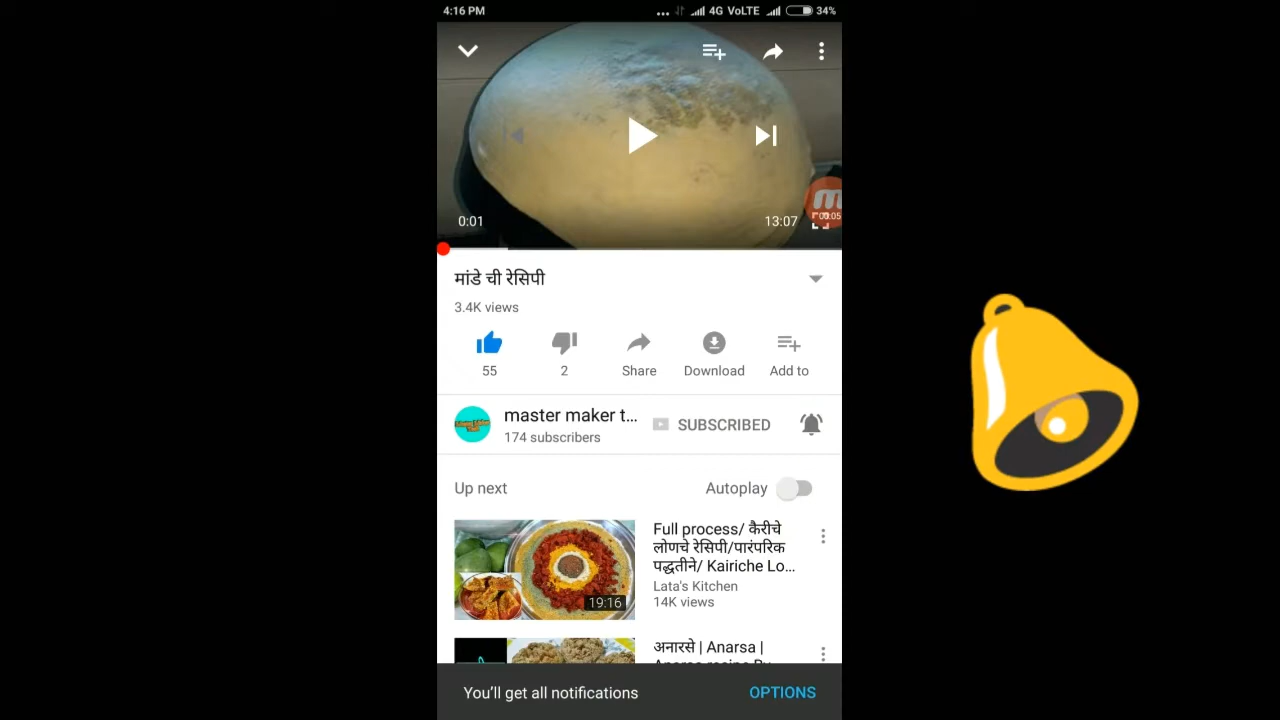 4:16 PM
4G VoLTE
34%
0:01
13:07
00:05
मांडे ची रेसिपी
3.4K views
55
2
Share
Download
Add to
master maker t...
SUBSCRIBED
174 subscribers
Up next
Autoplay
Full process/ कैरीचे
लोणचे रेसिपी/पारंपरिक
पद्धतीने/ Kairiche Lo...
Lata's Kitchen
14K views
19:16
अनारसे | Anarsa |
You'll get all notifications
OPTIONS